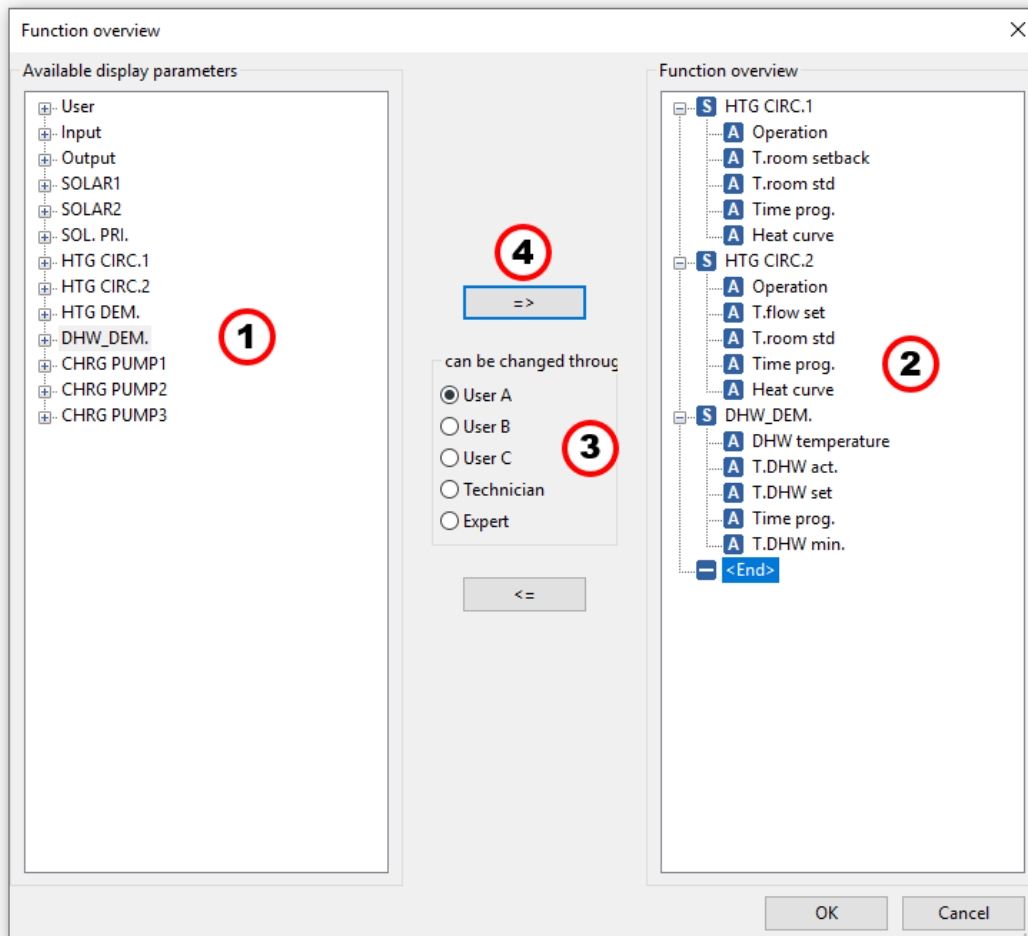 Function overview
Available display parameters
User
Input
Output
SOLAR1
SOLAR2
SOL. PRI.
HTG CIRC.1
HTG CIRC.2
HTG DEM.
DHW_DEM.
CHRG PUMP1
CHRG PUMP2
CHRG PUMP3
1
4
=>
can be changed throug
User A
User B
User C
Technician
Expert
3
<=
Function overview
S HTG CIRC.1
A Operation
A T.room setback
A T.room std
A Time prog.
A Heat curve
S HTG CIRC.2
A Operation
A T.flow set
A T.room std
A Time prog.
A Heat curve
S DHW_DEM.
A DHW temperature
A T.DHW act.
A T.DHW set
A Time prog.
A T.DHW min.
<End>
2
OK
Cancel